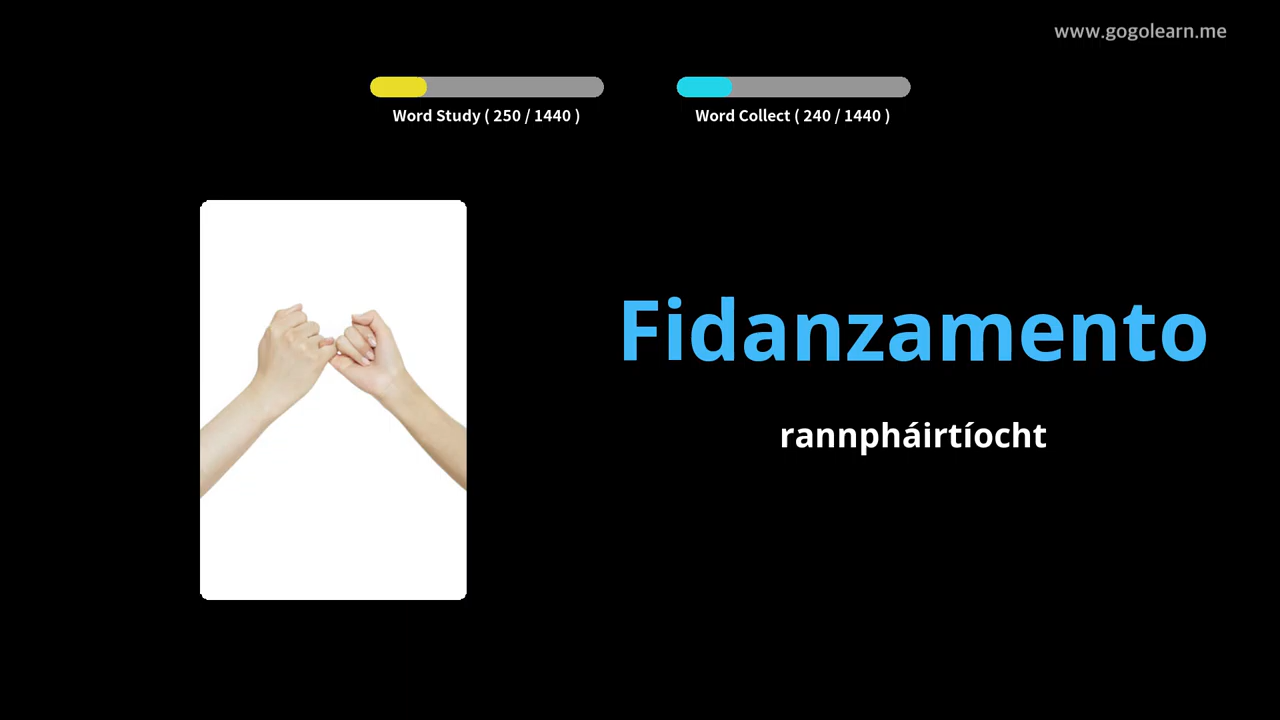 www.gogolearn.me
Word Study ( 250 / 1440 )
Word Collect ( 240 / 1440 )
Fidanzamento
rannpháirtíocht